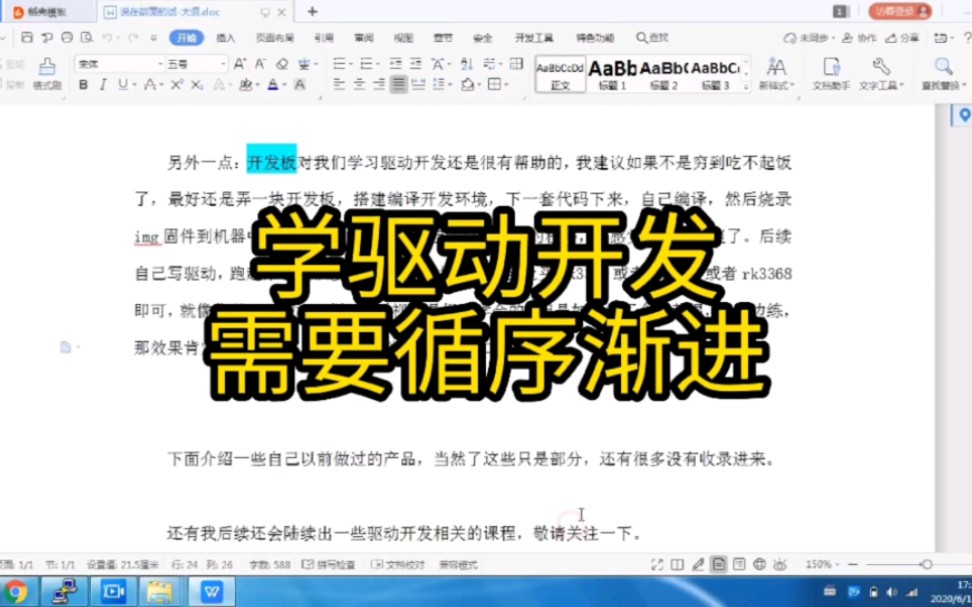 稻壳模板
说在前面的话-大纲.doc
访客登录
开始 插入 页面布局 引用 审阅 视图 章节 安全 开发工具 特色功能 查找
未同步 协作 分享
宋体 五号
格式刷
B I U
AaBbCcDd AaBb AaBb AaBbC
正文 标题 1 标题 2 标题 3
新样式 文档助手 文字工具 查找替换
另外一点：开发板对我们学习驱动开发还是很有帮助的，我建议如果不是穷到吃不起饭
了，最好还是弄一块开发板，搭建编译开发环境，下一套代码下来，自己编译，然后烧录
img 固件到机器 了。后续
自己写驱动，跑 或者 rk3368
即可，就像 边练，
那效果肯
学驱动开发
需要循序渐进
下面介绍一些自己以前做过的产品，当然了这些只是部分，还有很多没有收录进来。
还有我后续还会陆续出一些驱动开发相关的课程，敬请关注一下。
页面: 1/1 节: 1/1 设置值: 21.5厘米 行: 24 列: 26 字数: 588 拼写检查 文档校对 兼容模式
150%
17:
2020/6/1